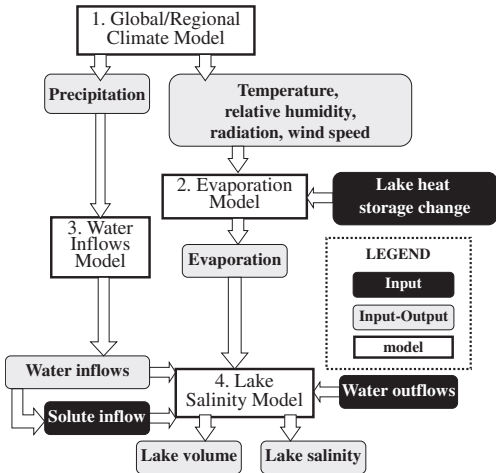 1. Global/Regional
Climate Model
Precipitation
Temperature,
relative humidity,
radiation, wind speed
2. Evaporation
Model
Lake heat
storage change
3. Water
Inflows
Model
Evaporation
LEGEND
Input
Input-Output
model
Water inflows
4. Lake
Salinity Model
Water outflows
Solute inflow
Lake volume
Lake salinity